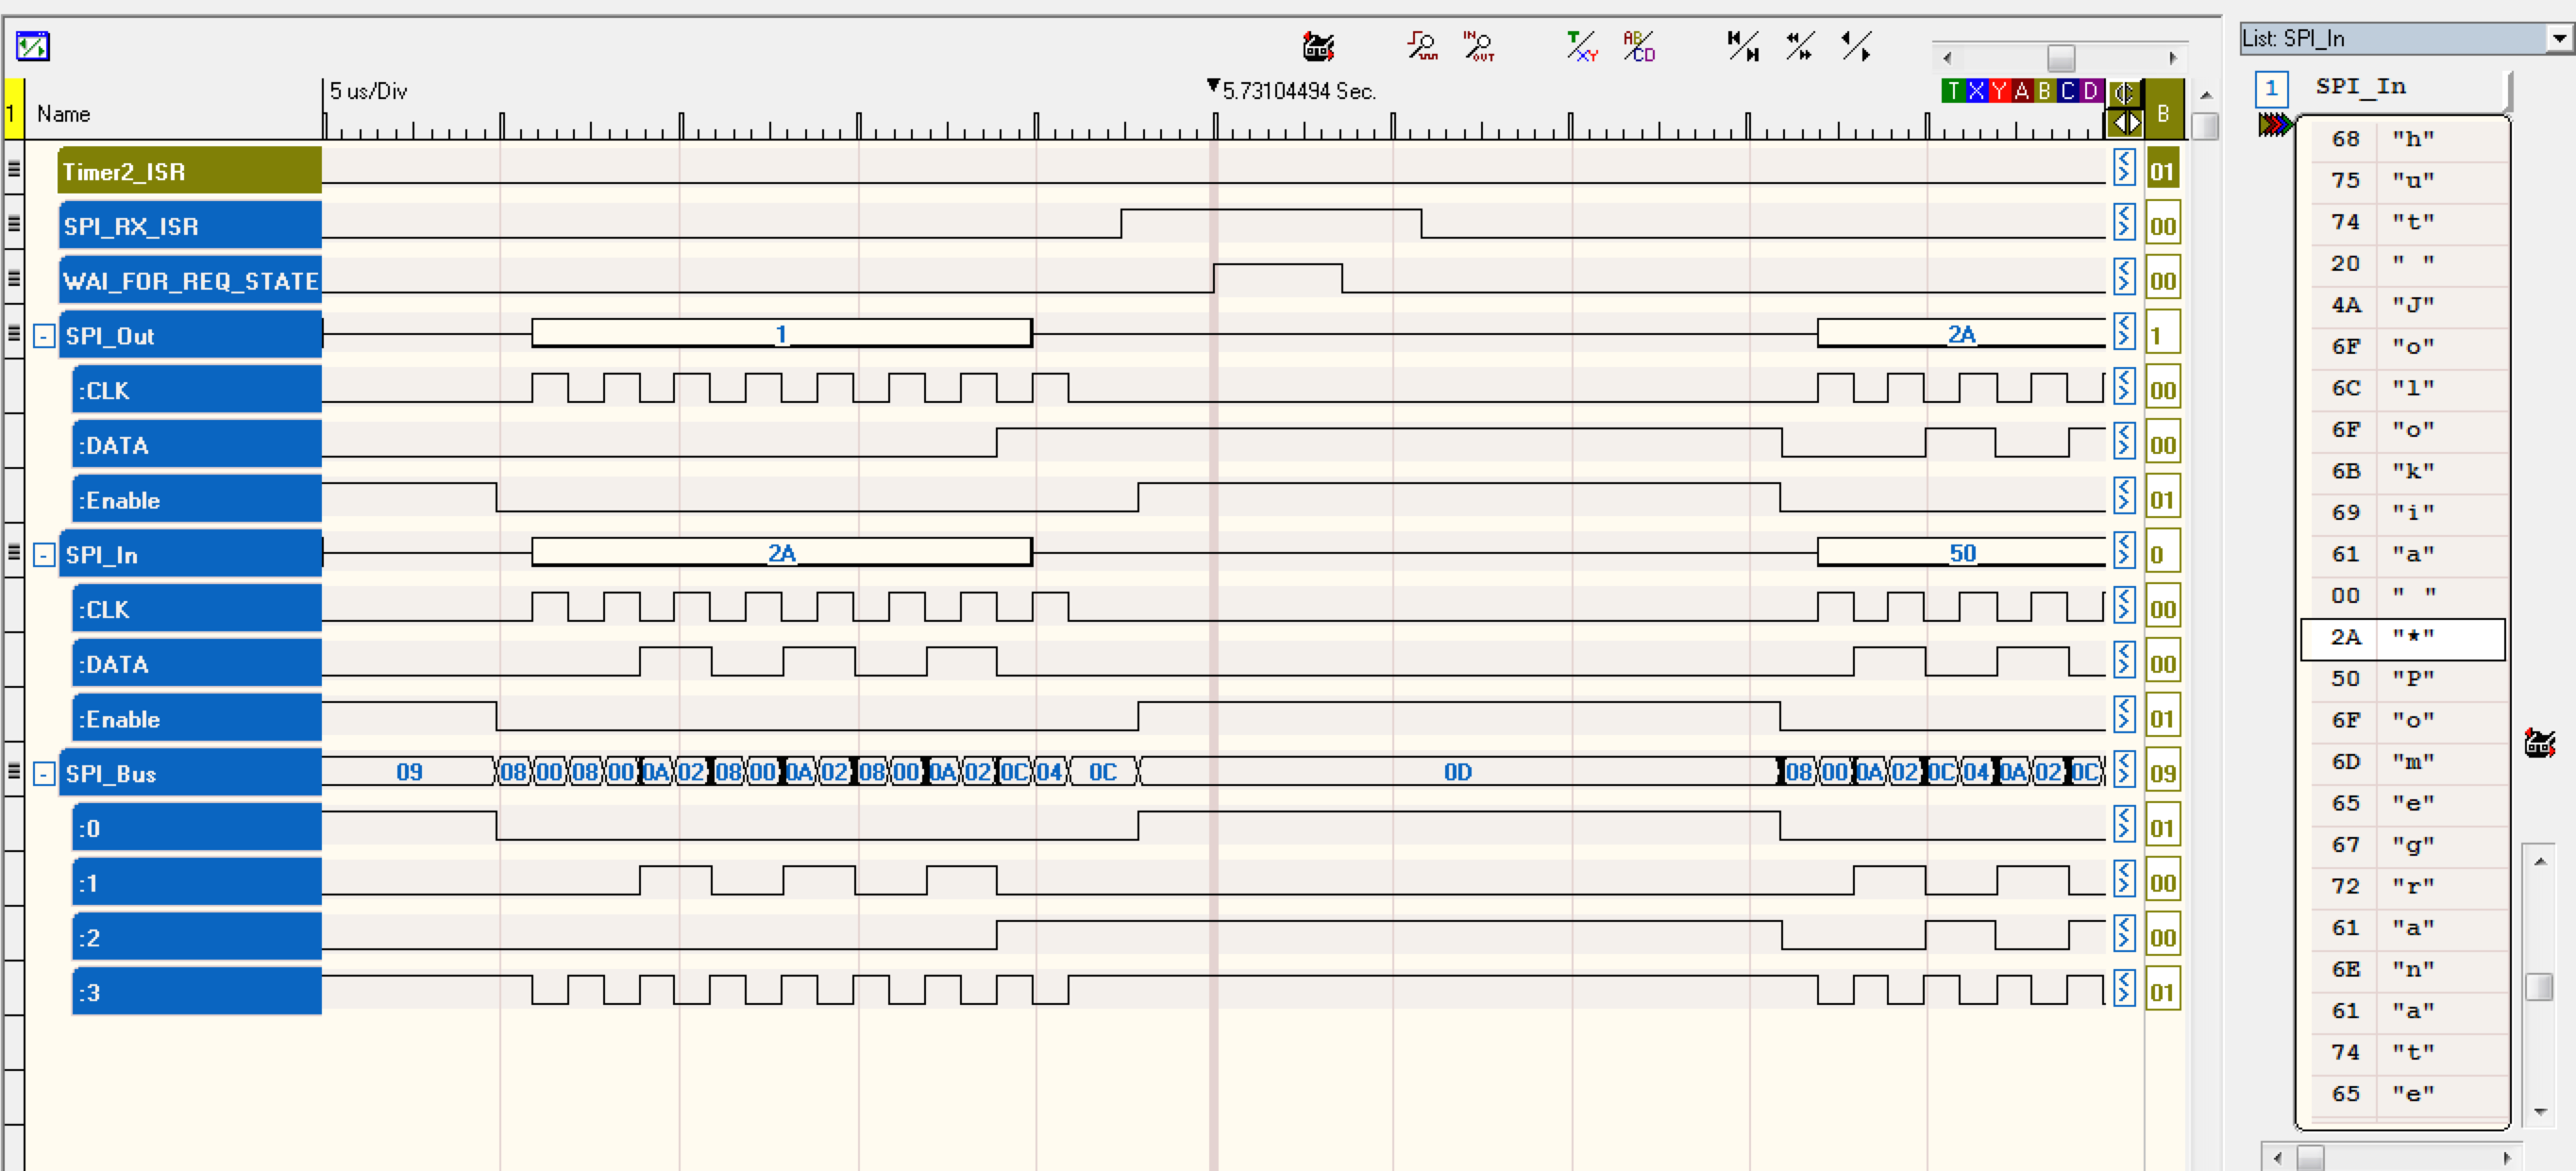 List: SPI_In
T X Y A B C D
5 us/Div
5.73104494 Sec.
1 Name
B
1 SPI_In
Timer2_ISR 01
SPI_RX_ISR 00
WAI_FOR_REQ_STATE 00
- SPI_Out 1 2A 1
:CLK 00
:DATA 00
:Enable 01
- SPI_In 2A 50 0
:CLK 00
:DATA 00
:Enable 01
- SPI_Bus 09 08 00 08 00 0A 02 08 00 0A 02 08 00 0A 02 0C 04 0C 0D 08 00 0A 02 0C 04 0A 02 0C 09
:0 01
:1 00
:2 00
:3 01
68 "h"
75 "u"
74 "t"
20 " "
4A "J"
6F "o"
6C "l"
6F "o"
6B "k"
69 "i"
61 "a"
00 " "
2A "*"
50 "P"
6F "o"
6D "m"
65 "e"
67 "g"
72 "r"
61 "a"
6E "n"
61 "a"
74 "t"
65 "e"